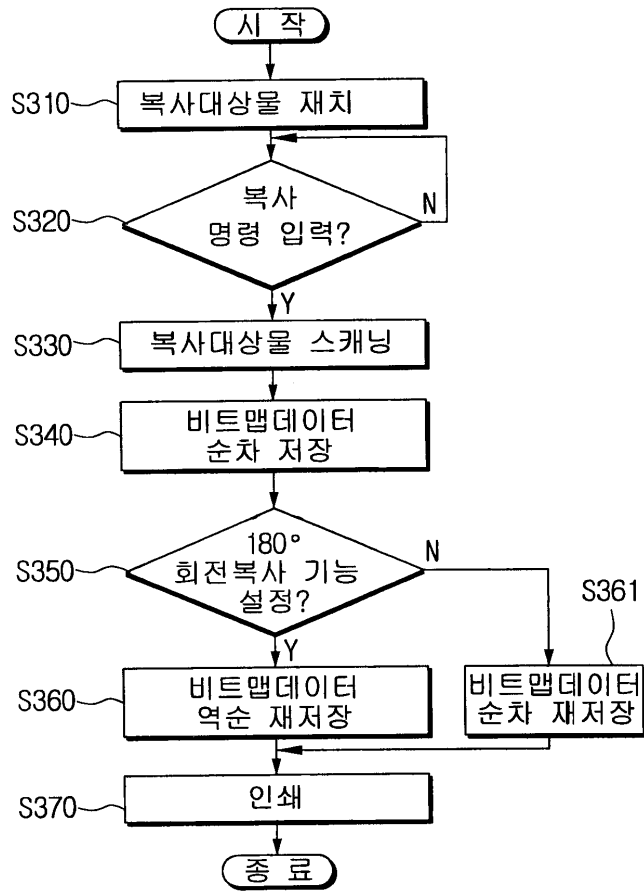 시 작
S310
복사대상물 재치
S320
복사
명령 입력?
N
Y
S330
복사대상물 스캐닝
S340
비트맵데이터
순차 저장
S350
180°
회전복사 기능
설정?
N
Y
S361
S360
비트맵데이터
역순 재저장
비트맵데이터
순차 재저장
S370
인쇄
종 료